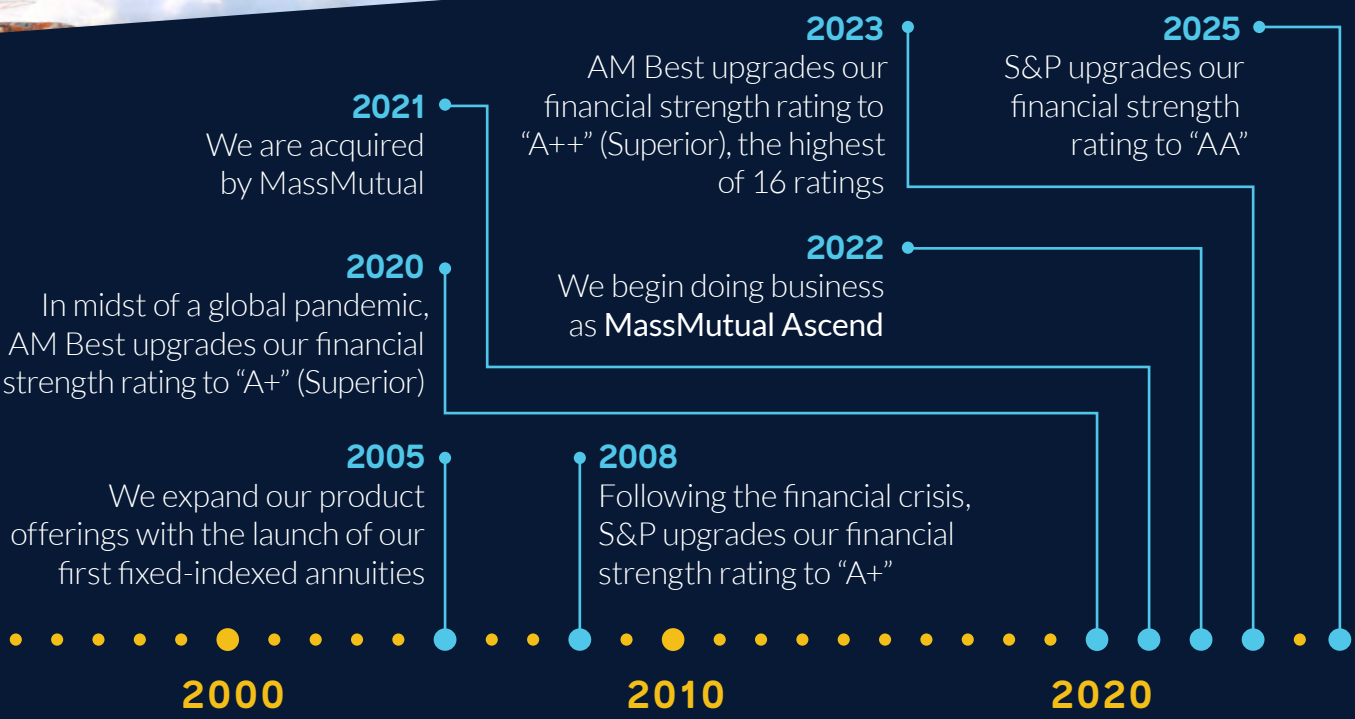 2023
AM Best upgrades our
financial strength rating to
“A++” (Superior), the highest
of 16 ratings
2025
S&P upgrades our
financial strength
rating to “AA”
2021
We are acquired
by MassMutual
2022
We begin doing business
as MassMutual Ascend
2020
In midst of a global pandemic,
AM Best upgrades our financial
strength rating to “A+” (Superior)
2005
We expand our product
offerings with the launch of our
first fixed-indexed annuities
2008
Following the financial crisis,
S&P upgrades our financial
strength rating to “A+”
2000
2010
2020